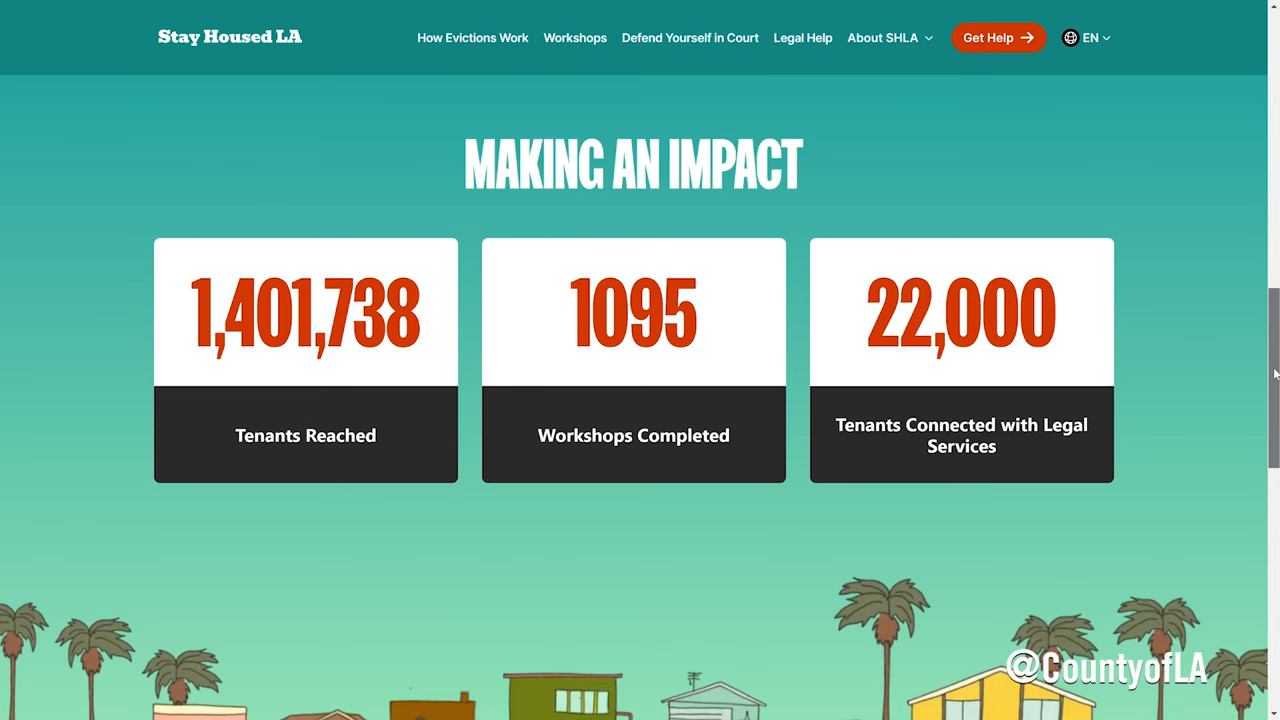 Stay Housed LA
How Evictions Work Workshops Defend Yourself in Court Legal Help About SHLA Get Help EN
MAKING AN IMPACT
1,401,738
Tenants Reached
1095
Workshops Completed
22,000
Tenants Connected with Legal
Services
@CountyofLA